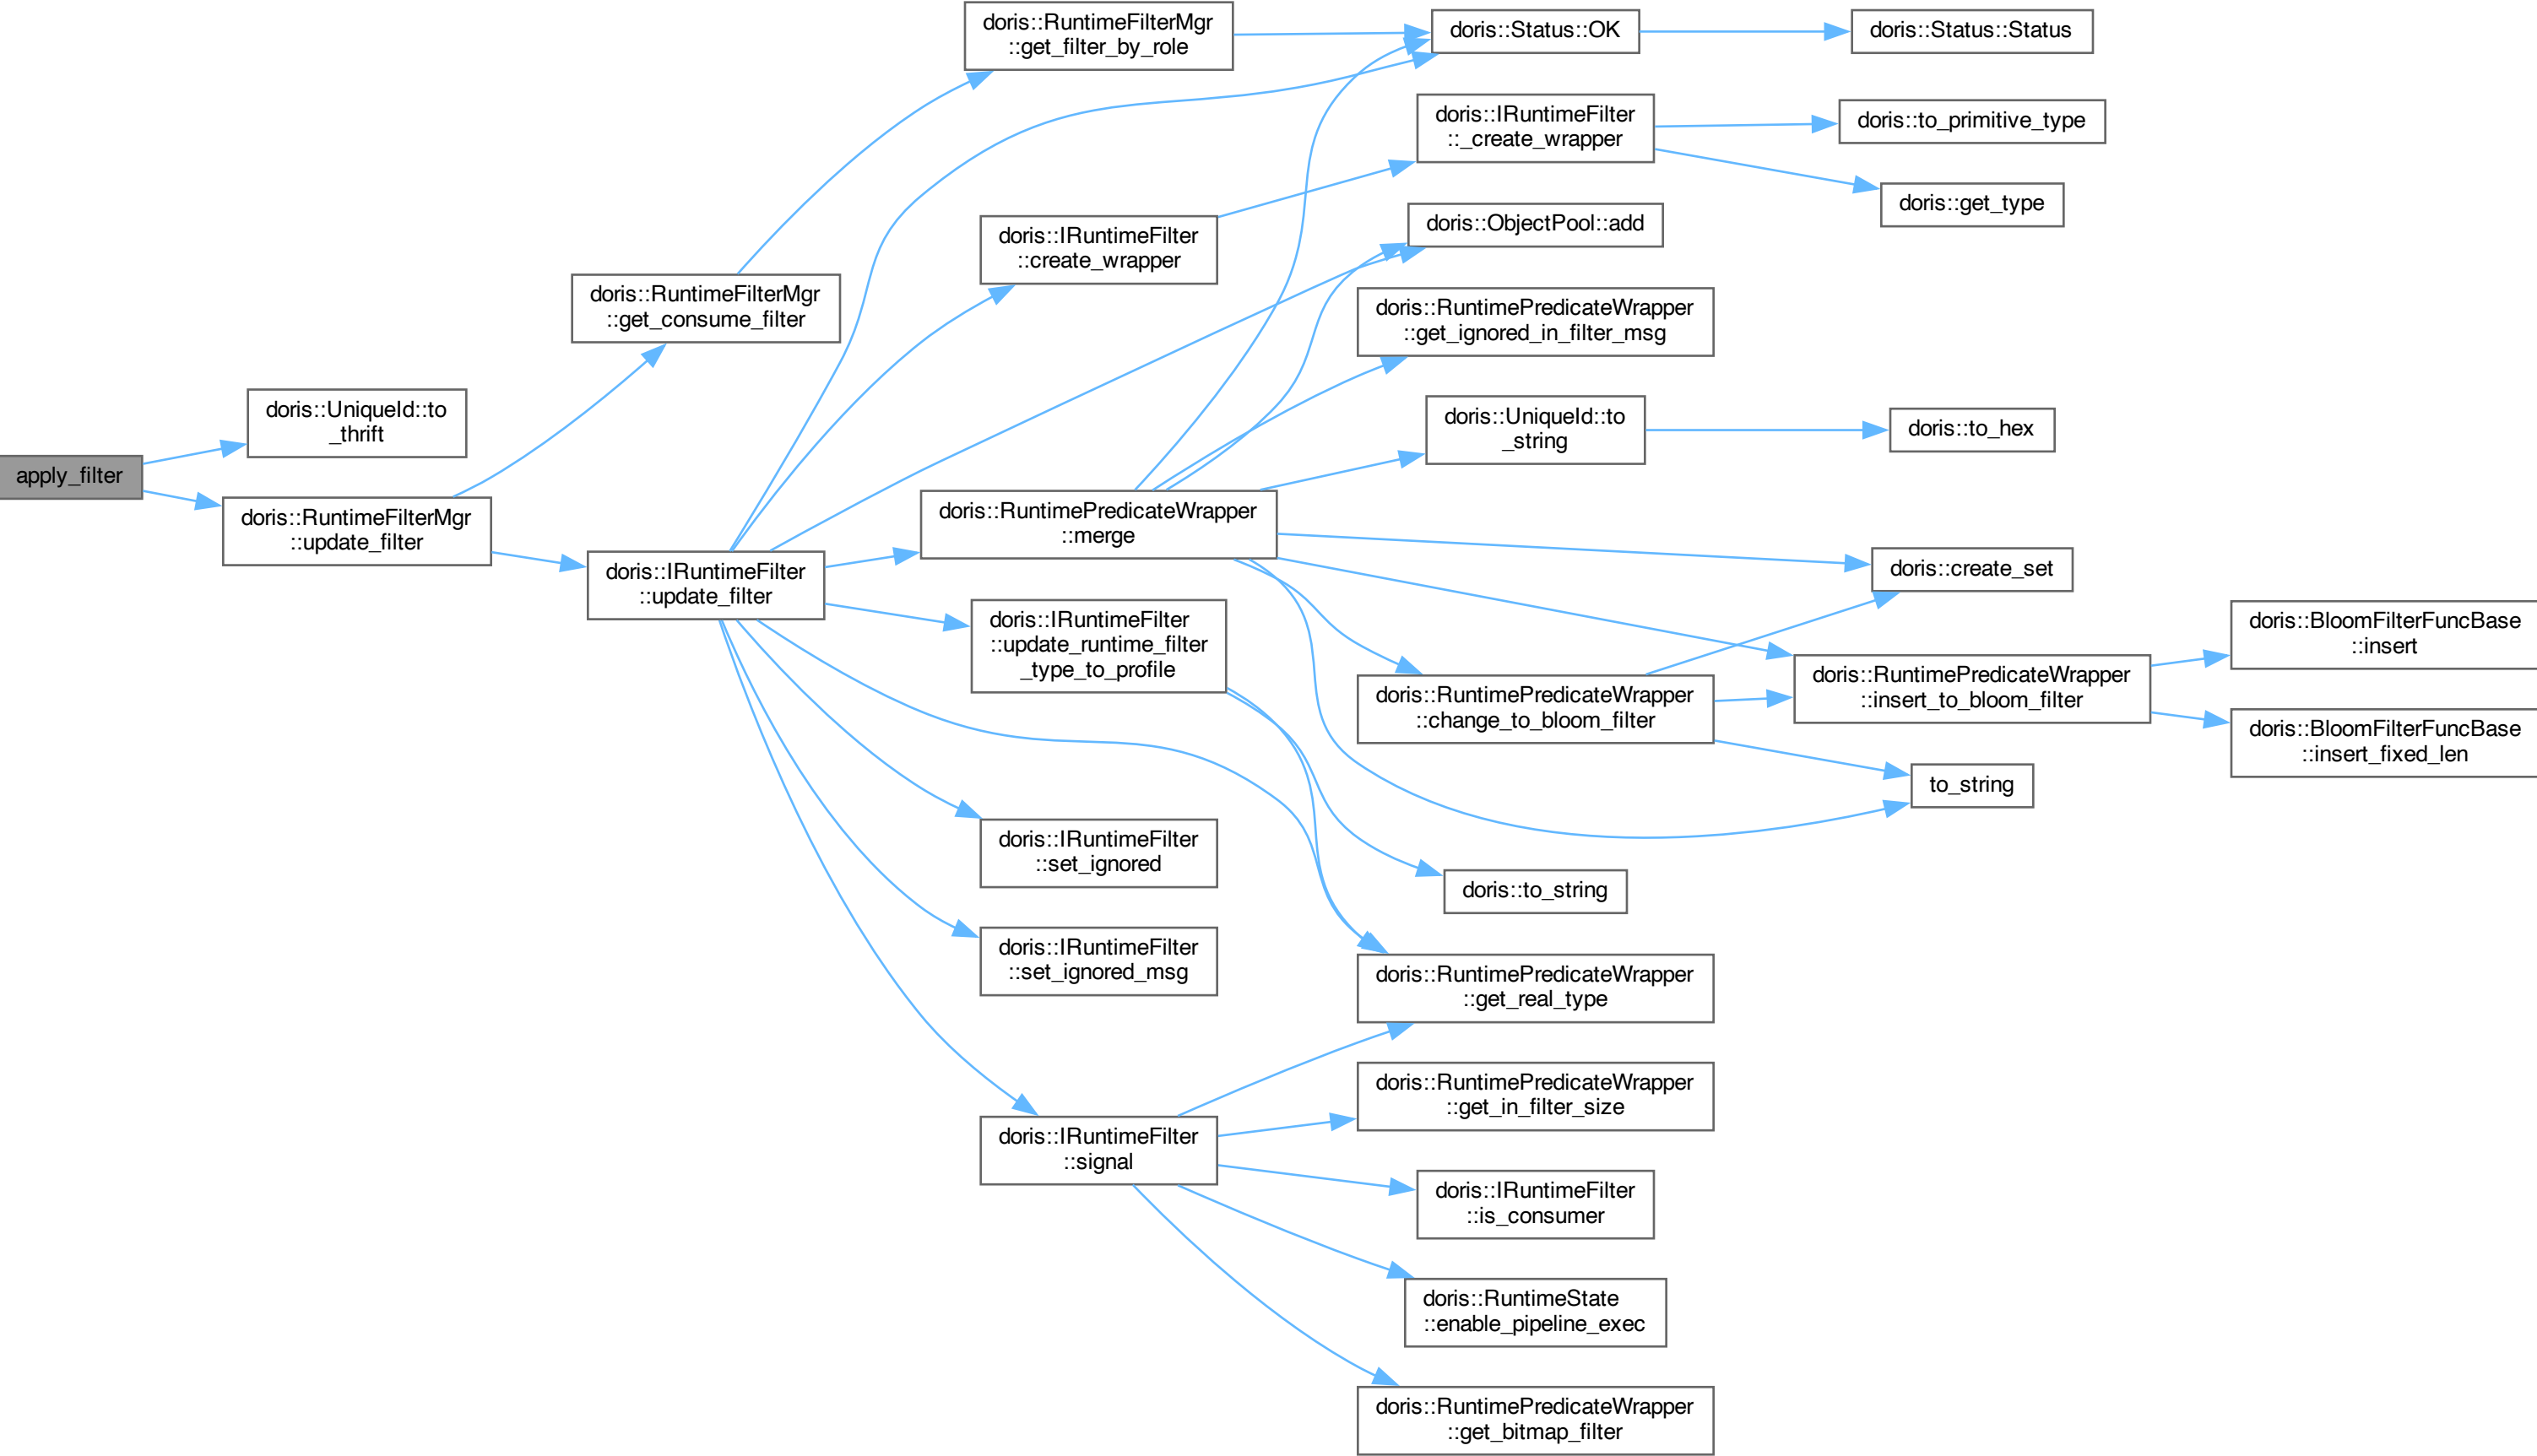 apply_filter
doris::UniqueId::to
_thrift
doris::RuntimeFilterMgr
::update_filter
doris::RuntimeFilterMgr
::get_consume_filter
doris::IRuntimeFilter
::update_filter
doris::RuntimeFilterMgr
::get_filter_by_role
doris::IRuntimeFilter
::create_wrapper
doris::RuntimePredicateWrapper
::merge
doris::IRuntimeFilter
::update_runtime_filter
_type_to_profile
doris::IRuntimeFilter
::set_ignored
doris::IRuntimeFilter
::set_ignored_msg
doris::IRuntimeFilter
::signal
doris::Status::OK
doris::IRuntimeFilter
::_create_wrapper
doris::ObjectPool::add
doris::RuntimePredicateWrapper
::get_ignored_in_filter_msg
doris::UniqueId::to
_string
doris::RuntimePredicateWrapper
::change_to_bloom_filter
doris::to_string
doris::RuntimePredicateWrapper
::get_real_type
doris::RuntimePredicateWrapper
::get_in_filter_size
doris::IRuntimeFilter
::is_consumer
doris::RuntimeState
::enable_pipeline_exec
doris::RuntimePredicateWrapper
::get_bitmap_filter
doris::Status::Status
doris::to_primitive_type
doris::get_type
doris::to_hex
doris::create_set
doris::RuntimePredicateWrapper
::insert_to_bloom_filter
to_string
doris::BloomFilterFuncBase
::insert
doris::BloomFilterFuncBase
::insert_fixed_len